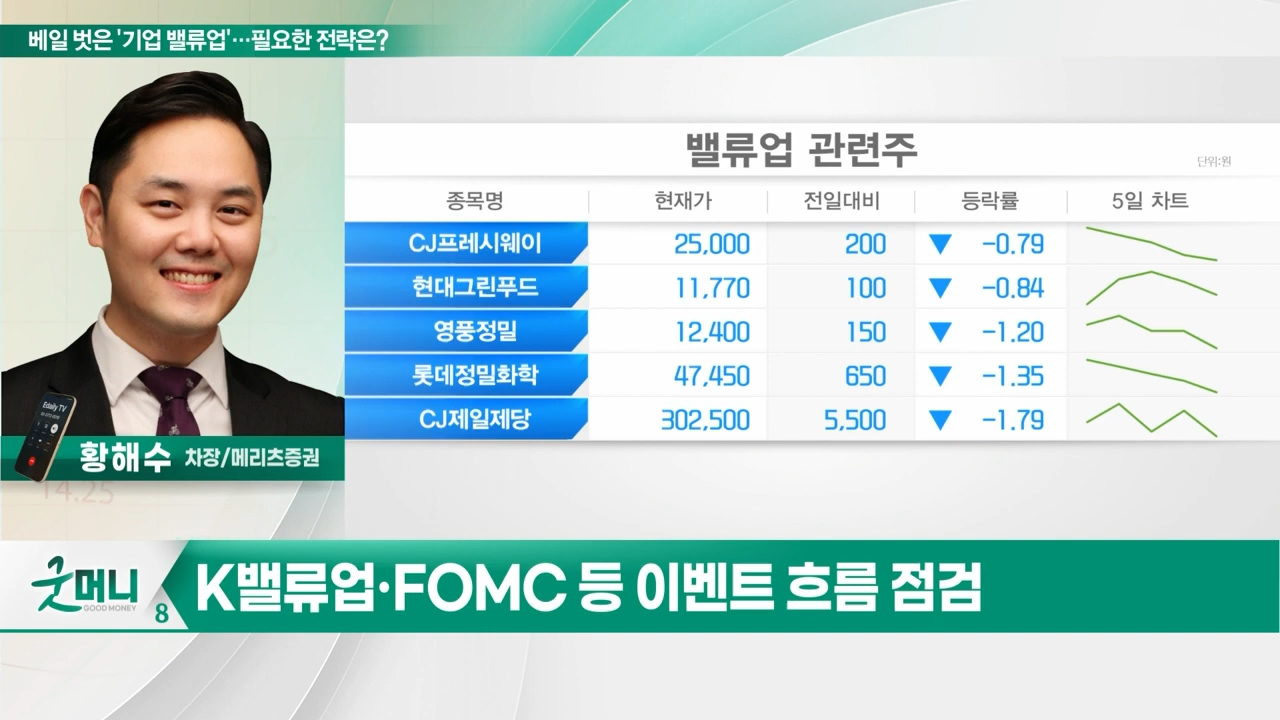 베일 벗은 '기업 밸류업'…필요한 전략은?
밸류업 관련주
단위:원
종목명 현재가 전일대비 등락률 5일 차트
CJ프레시웨이 25,000 200 ▼ -0.79
현대그린푸드 11,770 100 ▼ -0.84
영풍정밀 12,400 150 ▼ -1.20
롯데정밀화학 47,450 650 ▼ -1.35
CJ제일제당 302,500 5,500 ▼ -1.79
Edaily TV
황해수 차장/메리츠증권
14.25
굿머니
GOOD MONEY
8
K밸류업·FOMC 등 이벤트 흐름 점검